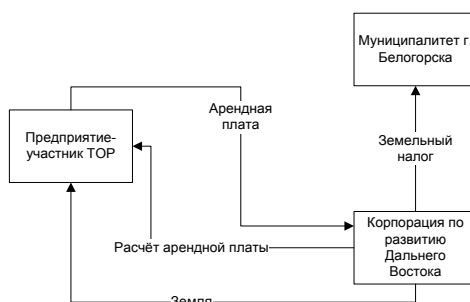 Муниципалитет г.
Белогорска
Арендная
плата
Предприятие-
участник ТОР
Земельный
налог
Расчёт арендной платы
Корпорация по
развитию
Дальнего
Востока
Земля